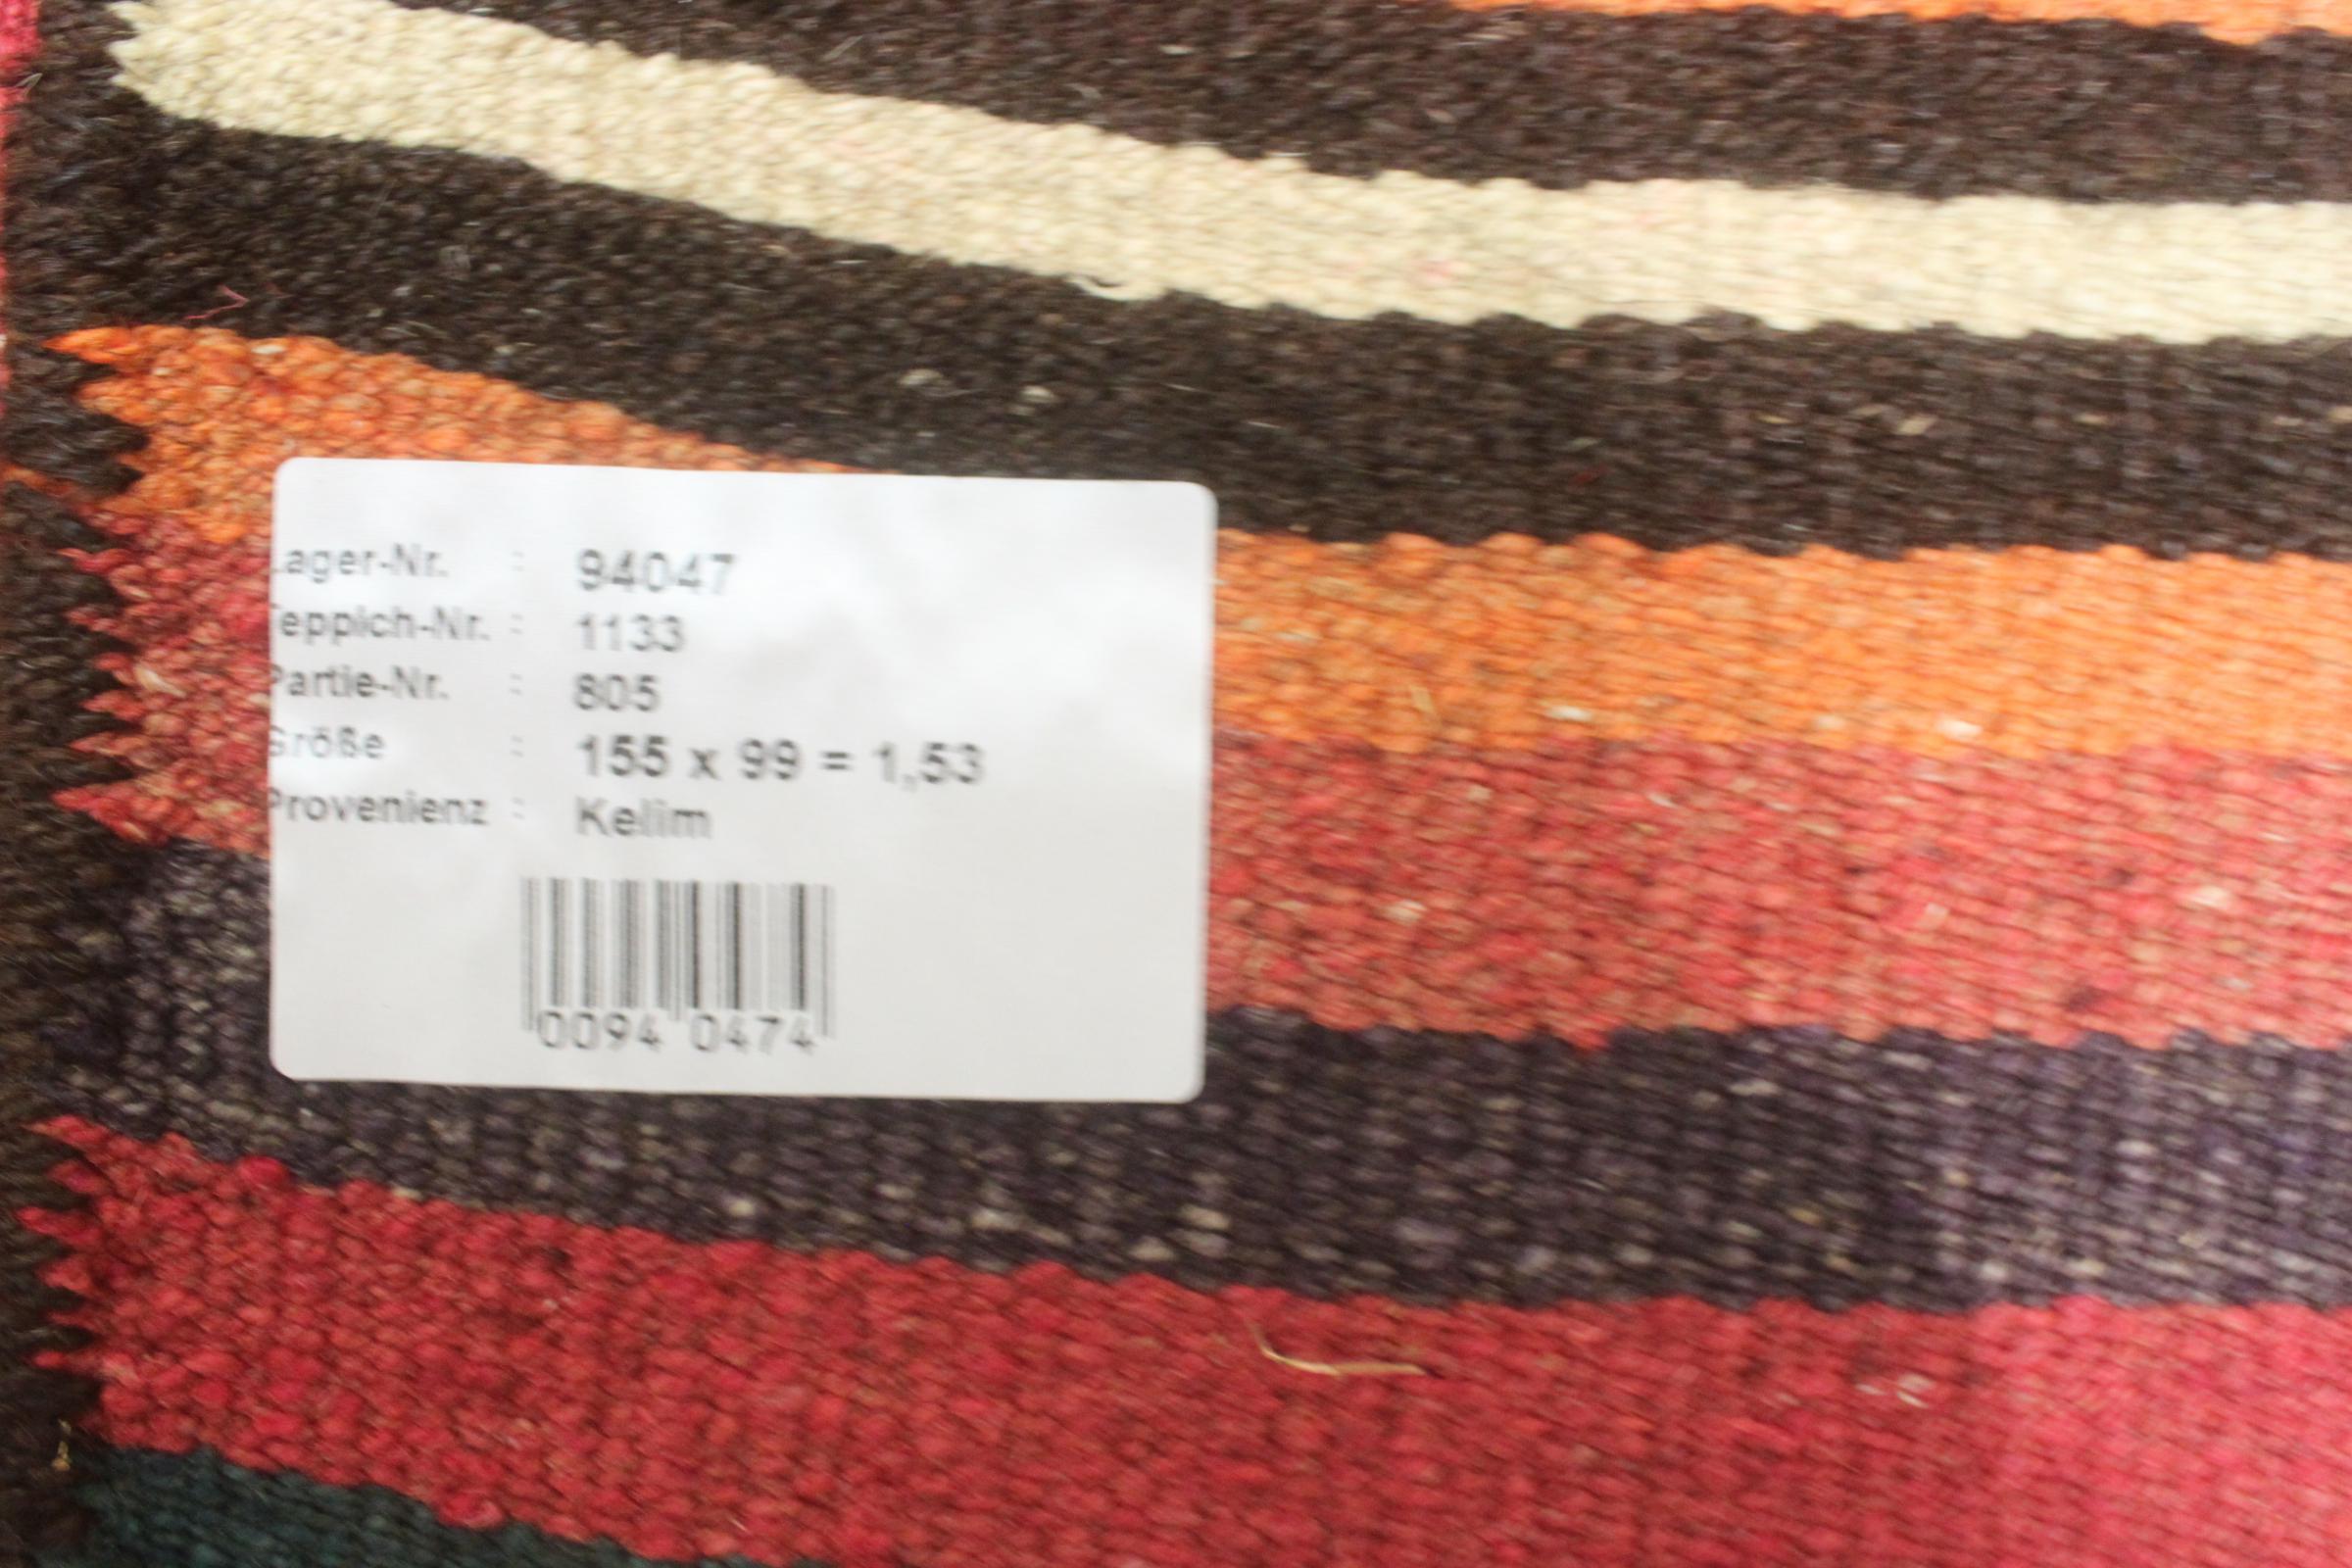 Lager-Nr. : 94047
Teppich-Nr. : 1133
Partie-Nr. : 805
Größe : 155 x 99 = 1,53
Provenienz : Kelim
0094 0474